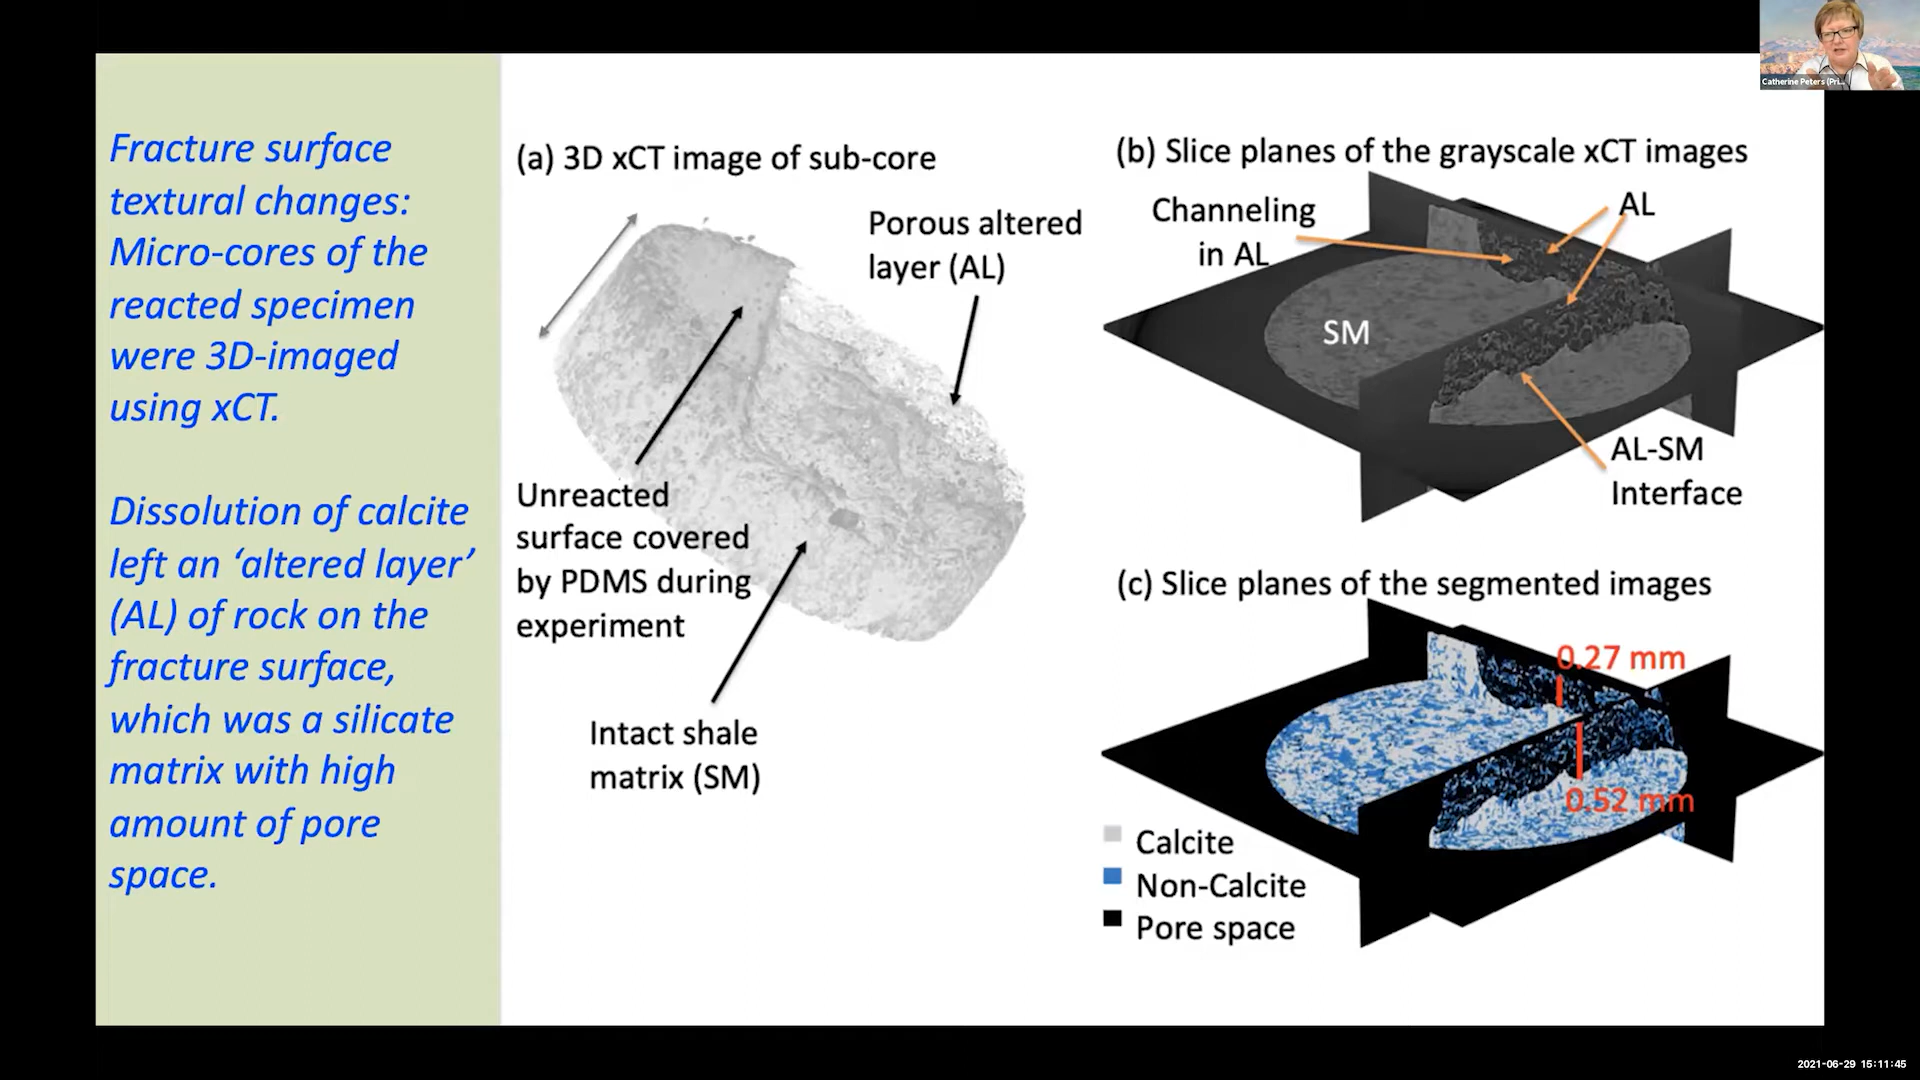 Fracture surface
textural changes:
Micro-cores of the
reacted specimen
were 3D-imaged
using xCT.
Dissolution of calcite
left an ‘altered layer’
(AL) of rock on the
fracture surface,
which was a silicate
matrix with high
amount of pore
space.
(a) 3D xCT image of sub-core
Porous altered
layer (AL)
Unreacted
surface covered
by PDMS during
experiment
Intact shale
matrix (SM)
(b) Slice planes of the grayscale xCT images
Channeling
in AL
AL
SM
AL-SM
Interface
(c) Slice planes of the segmented images
0.27 mm
0.52 mm
Calcite
Non-Calcite
Pore space
Catherine Peters (Pri...
2021-06-29 15:11:45